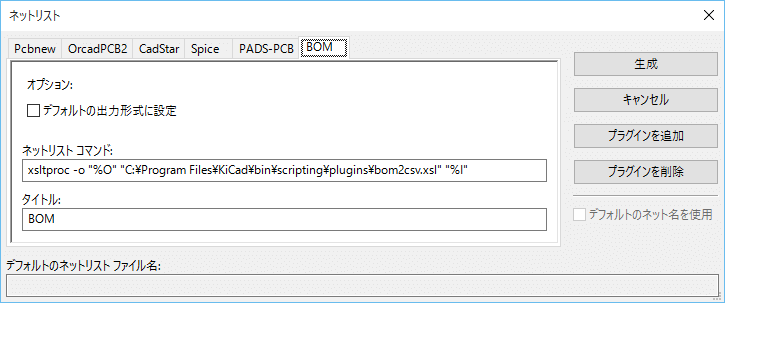 ネットリスト
Pcbnew OrcadPCB2 CadStar Spice PADS-PCB BOM
オプション:
デフォルトの出力形式に設定
ネットリスト コマンド:
xsltproc -o "%O" "C:¥Program Files¥KiCad¥bin¥scripting¥plugins¥bom2csv.xsl" "%I"
タイトル:
BOM
生成
キャンセル
プラグインを追加
プラグインを削除
デフォルトのネット名を使用
デフォルトのネットリスト ファイル名: